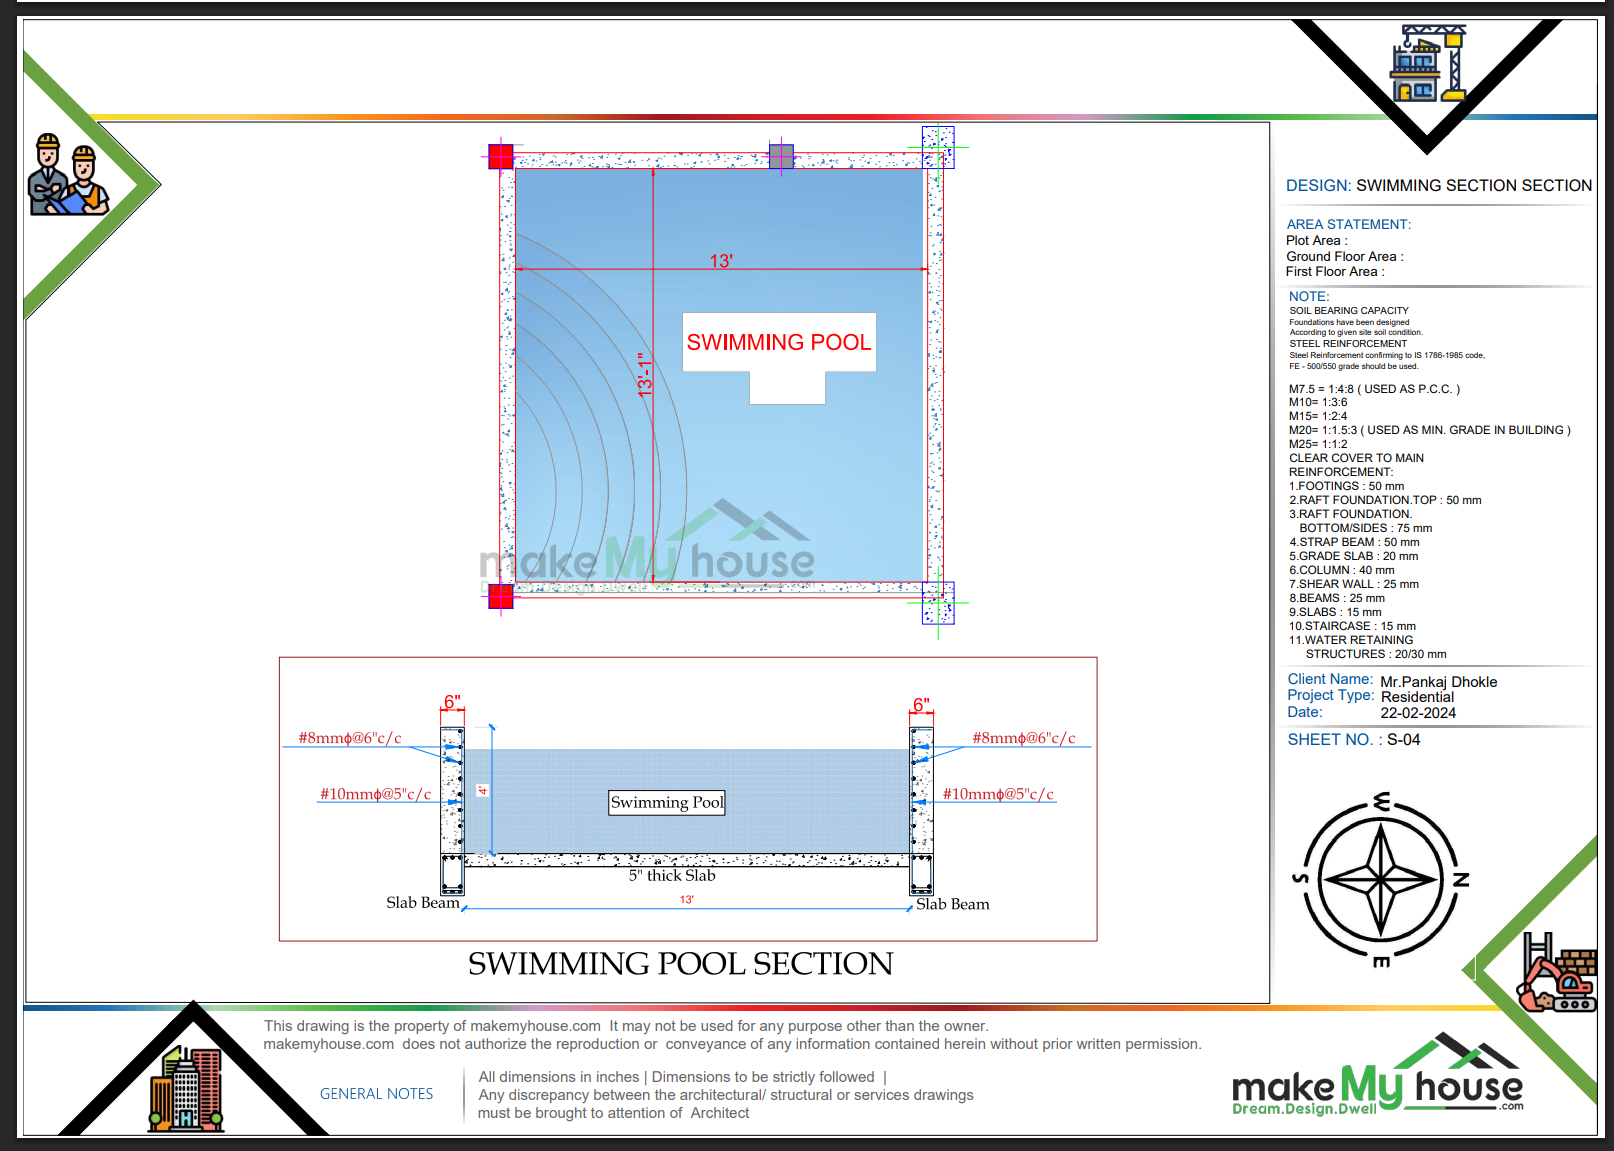 DESIGN: SWIMMING SECTION SECTION
AREA STATEMENT:
Plot Area :
Ground Floor Area :
First Floor Area :
NOTE:
SOIL BEARING CAPACITY
Foundations have been designed
According to given site soil condition.
STEEL REINFORCEMENT
Steel Reinforcement confirming to IS 1786-1985 code,
FE - 500/550 grade should be used.
M7.5 = 1:4:8 ( USED AS P.C.C. )
M10= 1:3:6
M15= 1:2:4
M20= 1:1.5:3 ( USED AS MIN. GRADE IN BUILDING )
M25= 1:1:2
CLEAR COVER TO MAIN
REINFORCEMENT:
1.FOOTINGS : 50 mm
2.RAFT FOUNDATION.TOP : 50 mm
3.RAFT FOUNDATION.
BOTTOM/SIDES : 75 mm
4.STRAP BEAM : 50 mm
5.GRADE SLAB : 20 mm
6.COLUMN : 40 mm
7.SHEAR WALL : 25 mm
8.BEAMS : 25 mm
9.SLABS : 15 mm
10.STAIRCASE : 15 mm
11.WATER RETAINING
STRUCTURES : 20/30 mm
Client Name: Mr.Pankaj Dhokle
Project Type: Residential
Date: 22-02-2024
SHEET NO. : S-04
W
S
N
E
13'
SWIMMING POOL
13'-1"
makeMyhouse
Dream.Design.Dwell
6"
6"
#8mmϕ@6"c/c
#8mmϕ@6"c/c
4'
#10mmϕ@5"c/c
#10mmϕ@5"c/c
Swimming Pool
5" thick Slab
Slab Beam
13'
Slab Beam
SWIMMING POOL SECTION
This drawing is the property of makemyhouse.com It may not be used for any purpose other than the owner.
makemyhouse.com does not authorize the reproduction or conveyance of any information contained herein without prior written permission.
GENERAL NOTES
All dimensions in inches | Dimensions to be strictly followed |
Any discrepancy between the architectural/ structural or services drawings
must be brought to attention of Architect
makeMyhouse
Dream.Design.Dwell .com